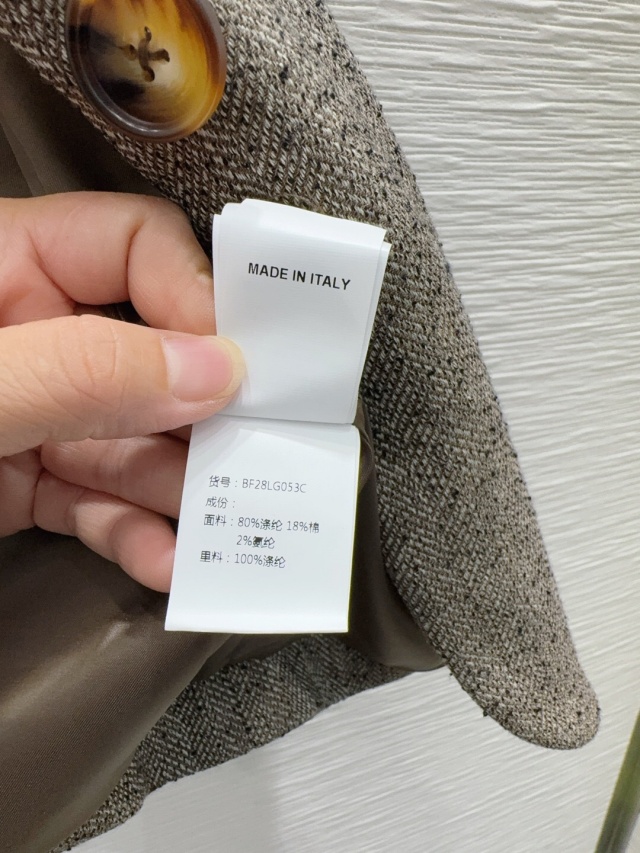 MADE IN ITALY
货号：BF28LG053C
成份：
面料：80%涤纶 18%棉
2%氨纶
里料：100%涤纶